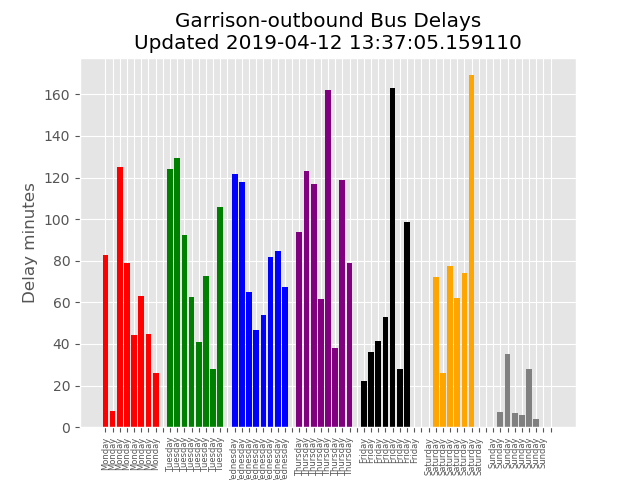 Garrison-outbound Bus Delays
Updated 2019-04-12 13:37:05.159110
Delay minutes
160
140
120
100
80
60
40
20
0
Monday Monday Monday Monday Monday Monday Monday Monday Tuesday Tuesday Tuesday Tuesday Tuesday Tuesday Tuesday Tuesday Wednesday Wednesday Wednesday Wednesday Wednesday Wednesday Wednesday Wednesday Thursday Thursday Thursday Thursday Thursday Thursday Thursday Thursday Friday Friday Friday Friday Friday Friday Friday Friday Saturday Saturday Saturday Saturday Saturday Saturday Saturday Saturday Sunday Sunday Sunday Sunday Sunday Sunday Sunday Sunday